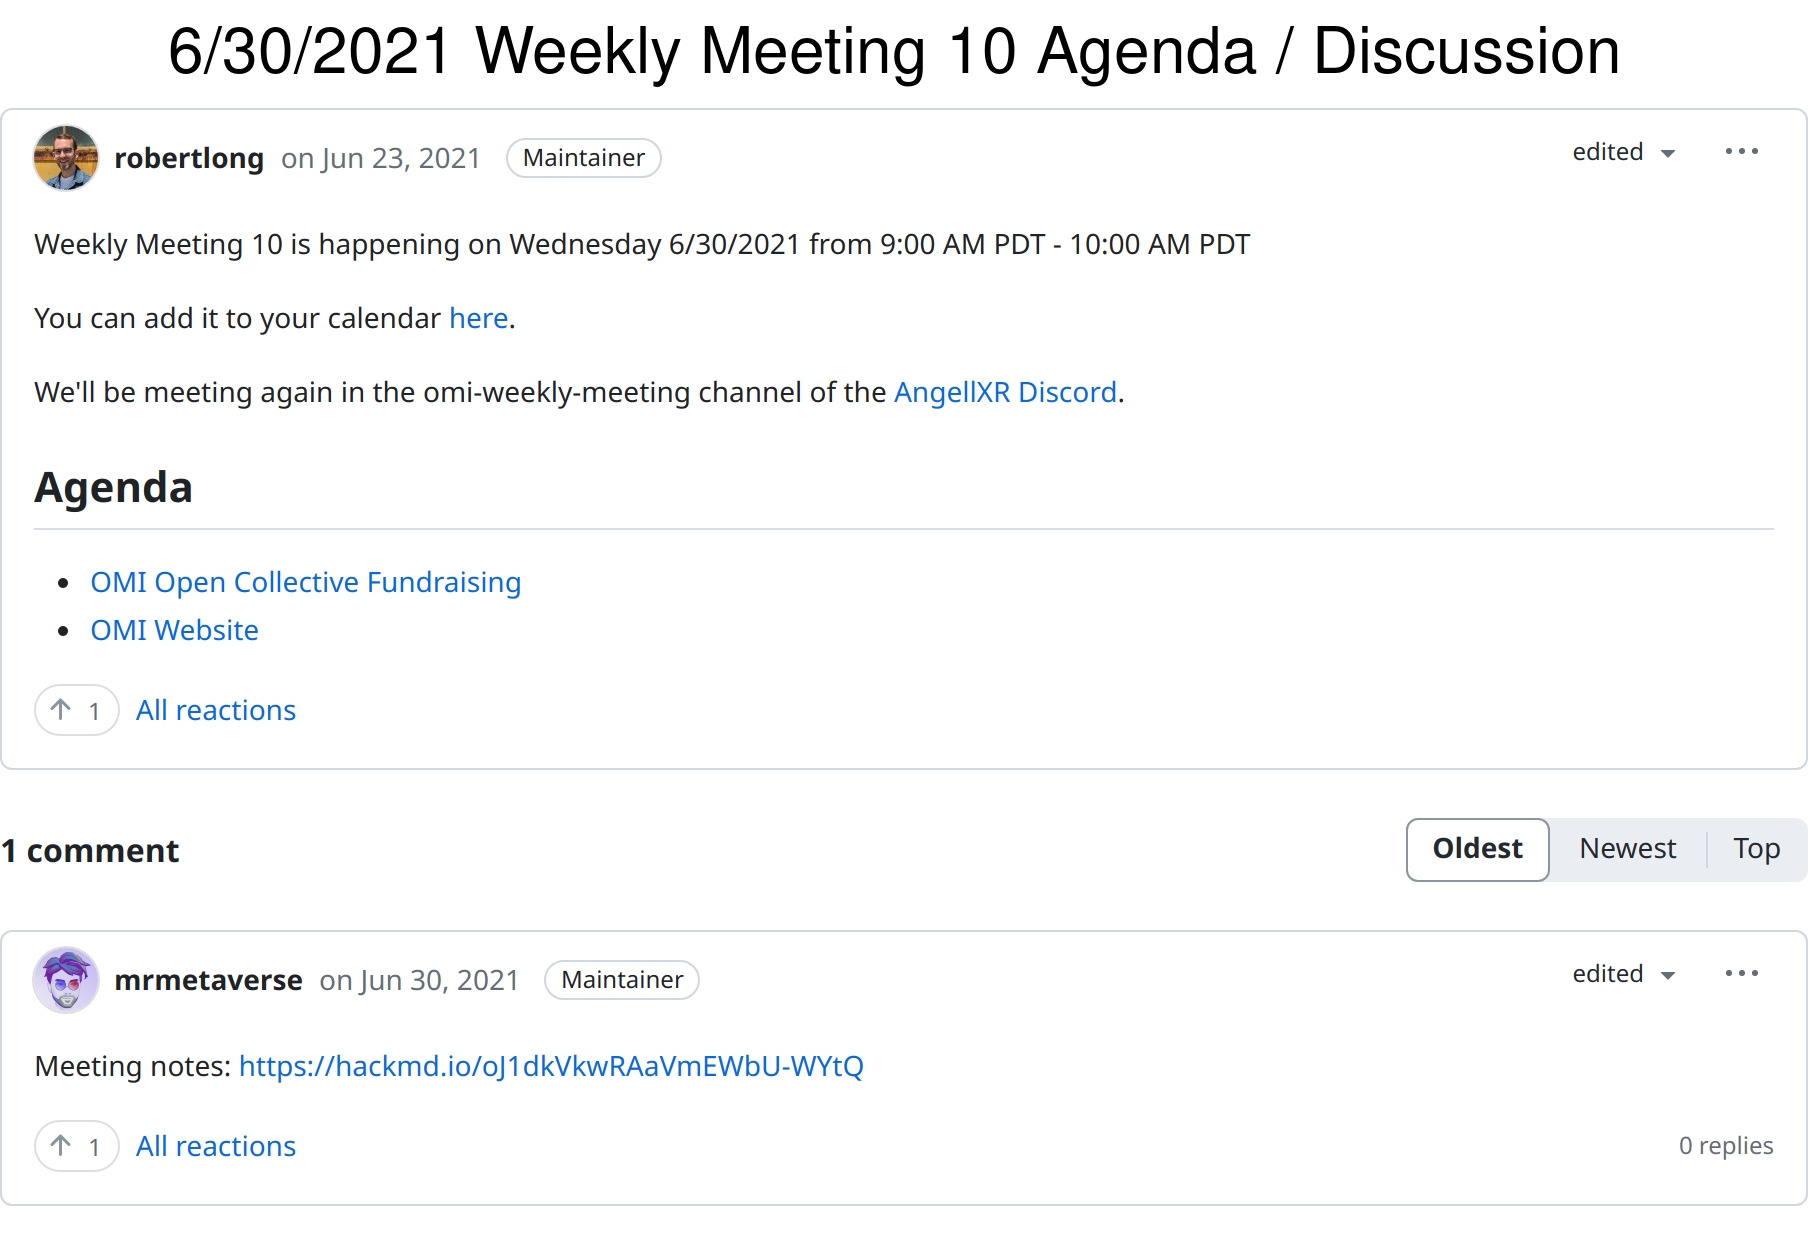 6/30/2021 Weekly Meeting 10 Agenda / Discussion
robertlong on Jun 23, 2021 Maintainer edited
Weekly Meeting 10 is happening on Wednesday 6/30/2021 from 9:00 AM PDT - 10:00 AM PDT
You can add it to your calendar here.
We'll be meeting again in the omi-weekly-meeting channel of the AngellXR Discord.
Agenda
• OMI Open Collective Fundraising
• OMI Website
↑ 1 All reactions
1 comment Oldest Newest Top
mrmetaverse on Jun 30, 2021 Maintainer edited
Meeting notes: https://hackmd.io/oJ1dkVkwRAaVmEWbU-WYtQ
↑ 1 All reactions 0 replies